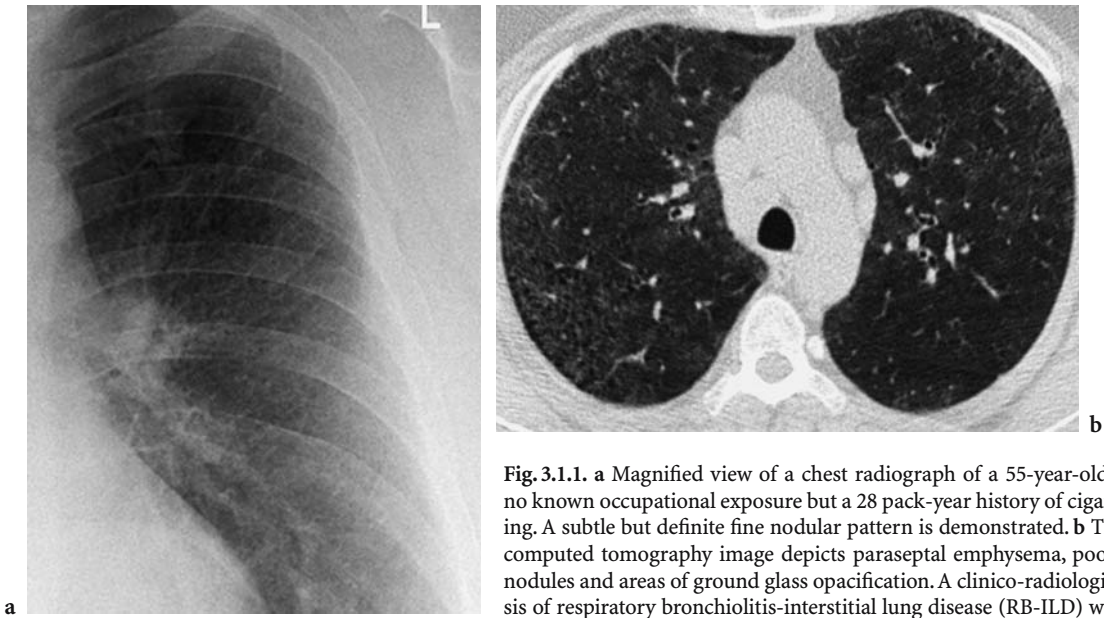 L
a
b
Fig. 3.1.1. a Magnified view of a chest radiograph of a 55-year-old
no known occupational exposure but a 28 pack-year history of cigar
ing. A subtle but definite fine nodular pattern is demonstrated. b T
computed tomography image depicts paraseptal emphysema, poo
nodules and areas of ground glass opacification. A clinico-radiologi
sis of respiratory bronchiolitis-interstitial lung disease (RB-ILD) w